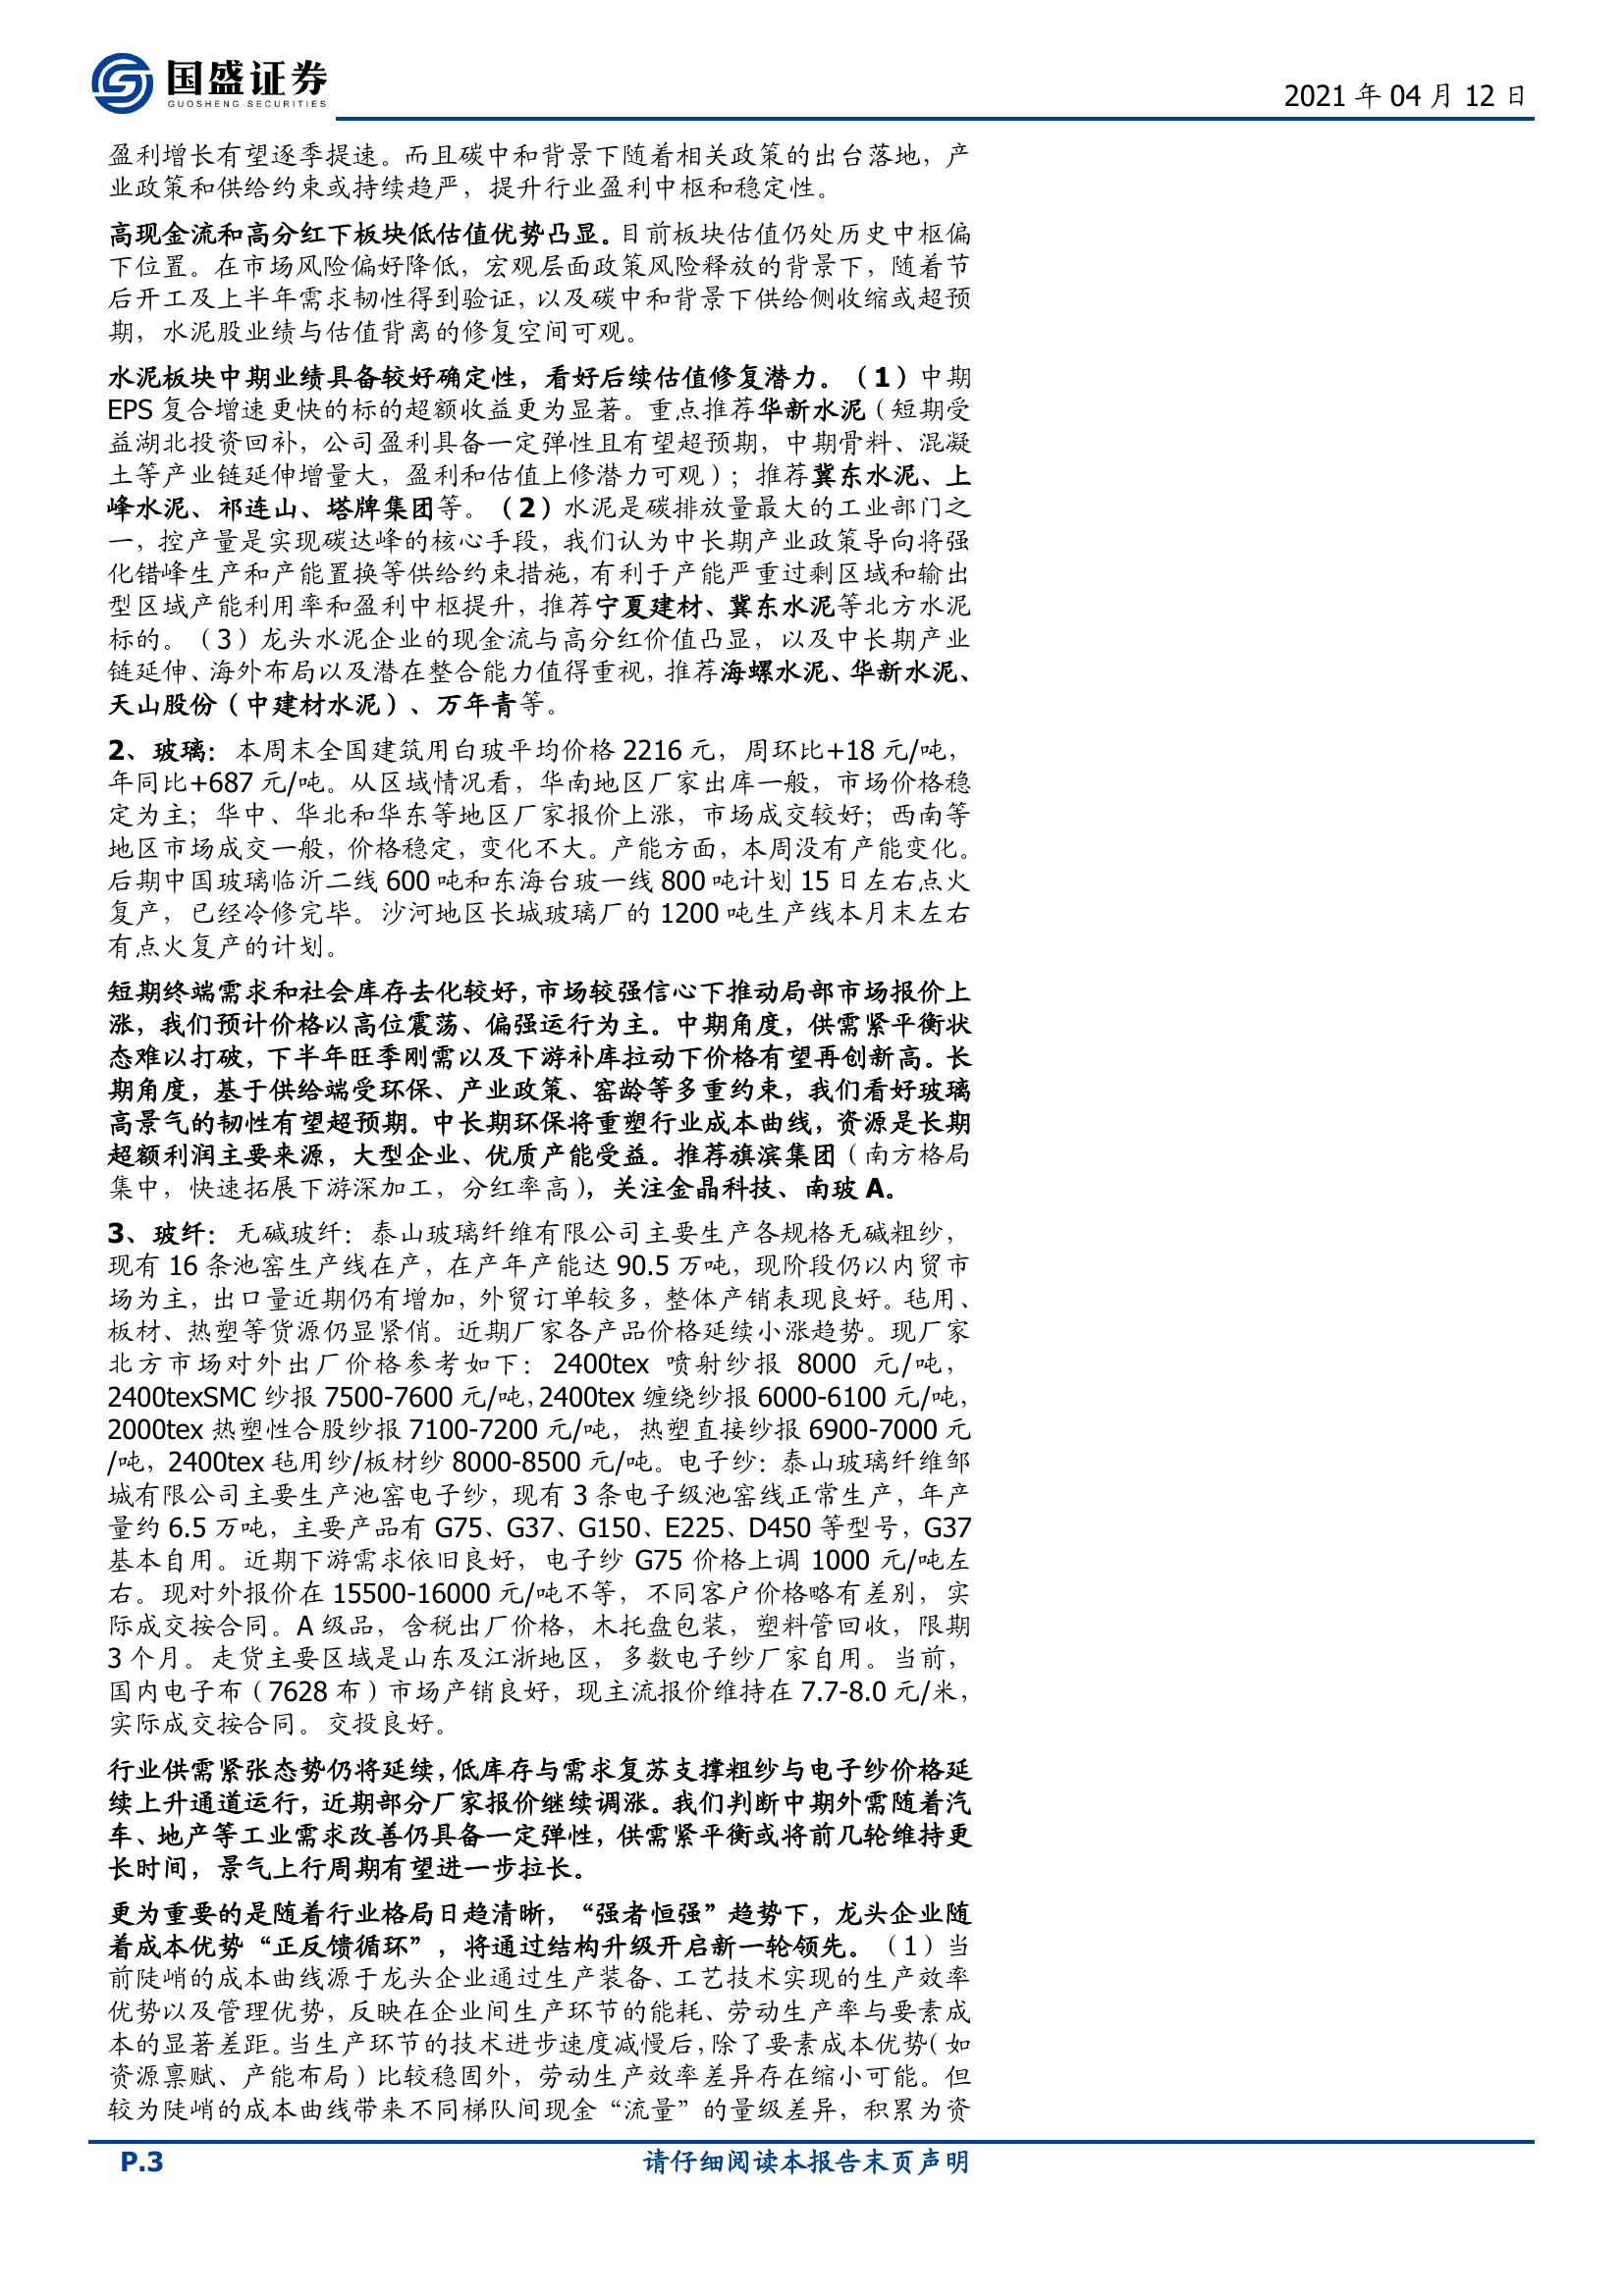 国盛证券
GUOSHENG SECURITIES
2021 年 04 月 12 日
盈利增长有望逐季提速。而且碳中和背景下随着相关政策的出台落地，产
业政策和供给约束或持续趋严，提升行业盈利中枢和稳定性。
高现金流和高分红下板块低估值优势凸显。目前板块估值仍处历史中枢偏
下位置。在市场风险偏好降低，宏观层面政策风险释放的背景下，随着节
后开工及上半年需求韧性得到验证，以及碳中和背景下供给侧收缩或超预
期，水泥股业绩与估值背离的修复空间可观。
水泥板块中期业绩具备较好确定性，看好后续估值修复潜力。（1）中期
EPS 复合增速更快的标的超额收益更为显著。重点推荐华新水泥（短期受
益湖北投资回补，公司盈利具备一定弹性且有望超预期，中期骨料、混凝
土等产业链延伸增量大，盈利和估值上修潜力可观）；推荐冀东水泥、上
峰水泥、祁连山、塔牌集团等。（2）水泥是碳排放量最大的工业部门之
一，控产量是实现碳达峰的核心手段，我们认为中长期产业政策导向将强
化错峰生产和产能置换等供给约束措施，有利于产能严重过剩区域和输出
型区域产能利用率和盈利中枢提升，推荐宁夏建材、冀东水泥等北方水泥
标的。（3）龙头水泥企业的现金流与高分红价值凸显，以及中长期产业
链延伸、海外布局以及潜在整合能力值得重视，推荐海螺水泥、华新水泥、
天山股份（中建材水泥）、万年青等。
2、玻璃：本周末全国建筑用白玻平均价格 2216 元，周环比+18 元/吨，
年同比+687 元/吨。从区域情况看，华南地区厂家出库一般，市场价格稳
定为主；华中、华北和华东等地区厂家报价上涨，市场成交较好；西南等
地区市场成交一般，价格稳定，变化不大。产能方面，本周没有产能变化。
后期中国玻璃临沂二线 600 吨和东海台玻一线 800 吨计划 15 日左右点火
复产，已经冷修完毕。沙河地区长城玻璃厂的 1200 吨生产线本月末左右
有点火复产的计划。
短期终端需求和社会库存去化较好，市场较强信心下推动局部市场报价上
涨，我们预计价格以高位震荡、偏强运行为主。中期角度，供需紧平衡状
态难以打破，下半年旺季刚需以及下游补库拉动下价格有望再创新高。长
期角度，基于供给端受环保、产业政策、窑龄等多重约束，我们看好玻璃
高景气的韧性有望超预期。中长期环保将重塑行业成本曲线，资源是长期
超额利润主要来源，大型企业、优质产能受益。推荐旗滨集团（南方格局
集中，快速拓展下游深加工，分红率高），关注金晶科技、南玻 A。
3、玻纤：无碱玻纤：泰山玻璃纤维有限公司主要生产各规格无碱粗纱，
现有 16 条池窑生产线在产，在产年产能达 90.5 万吨，现阶段仍以内贸市
场为主，出口量近期仍有增加，外贸订单较多，整体产销表现良好。毡用、
板材、热塑等货源仍显紧俏。近期厂家各产品价格延续小涨趋势。现厂家
北方市场对外出厂价格参考如下：2400tex 喷射纱报 8000 元/吨，
2400texSMC 纱报 7500-7600 元/吨，2400tex 缠绕纱报 6000-6100 元/吨，
2000tex 热塑性合股纱报 7100-7200 元/吨，热塑直接纱报 6900-7000 元
/吨，2400tex 毡用纱/板材纱 8000-8500 元/吨。电子纱：泰山玻璃纤维邹
城有限公司主要生产池窑电子纱，现有 3 条电子级池窑线正常生产，年产
量约 6.5 万吨，主要产品有 G75、G37、G150、E225、D450 等型号，G37
基本自用。近期下游需求依旧良好，电子纱 G75 价格上调 1000 元/吨左
右。现对外报价在 15500-16000 元/吨不等，不同客户价格略有差别，实
际成交按合同。A 级品，含税出厂价格，木托盘包装，塑料管回收，限期
3 个月。走货主要区域是山东及江浙地区，多数电子纱厂家自用。当前，
国内电子布（7628 布）市场产销良好，现主流报价维持在 7.7-8.0 元/米，
实际成交按合同。交投良好。
行业供需紧张态势仍将延续，低库存与需求复苏支撑粗纱与电子纱价格延
续上升通道运行，近期部分厂家报价继续调涨。我们判断中期外需随着汽
车、地产等工业需求改善仍具备一定弹性，供需紧平衡或将前几轮维持更
长时间，景气上行周期有望进一步拉长。
更为重要的是随着行业格局日趋清晰，“强者恒强”趋势下，龙头企业随
着成本优势“正反馈循环”，将通过结构升级开启新一轮领先。（1）当
前陡峭的成本曲线源于龙头企业通过生产装备、工艺技术实现的生产效率
优势以及管理优势，反映在企业间生产环节的能耗、劳动生产率与要素成
本的显著差距。当生产环节的技术进步速度减慢后，除了要素成本优势（如
资源禀赋、产能布局）比较稳固外，劳动生产效率差异存在缩小可能。但
较为陡峭的成本曲线带来不同梯队间现金“流量”的量级差异，积累为资
P.3
请仔细阅读本报告末页声明